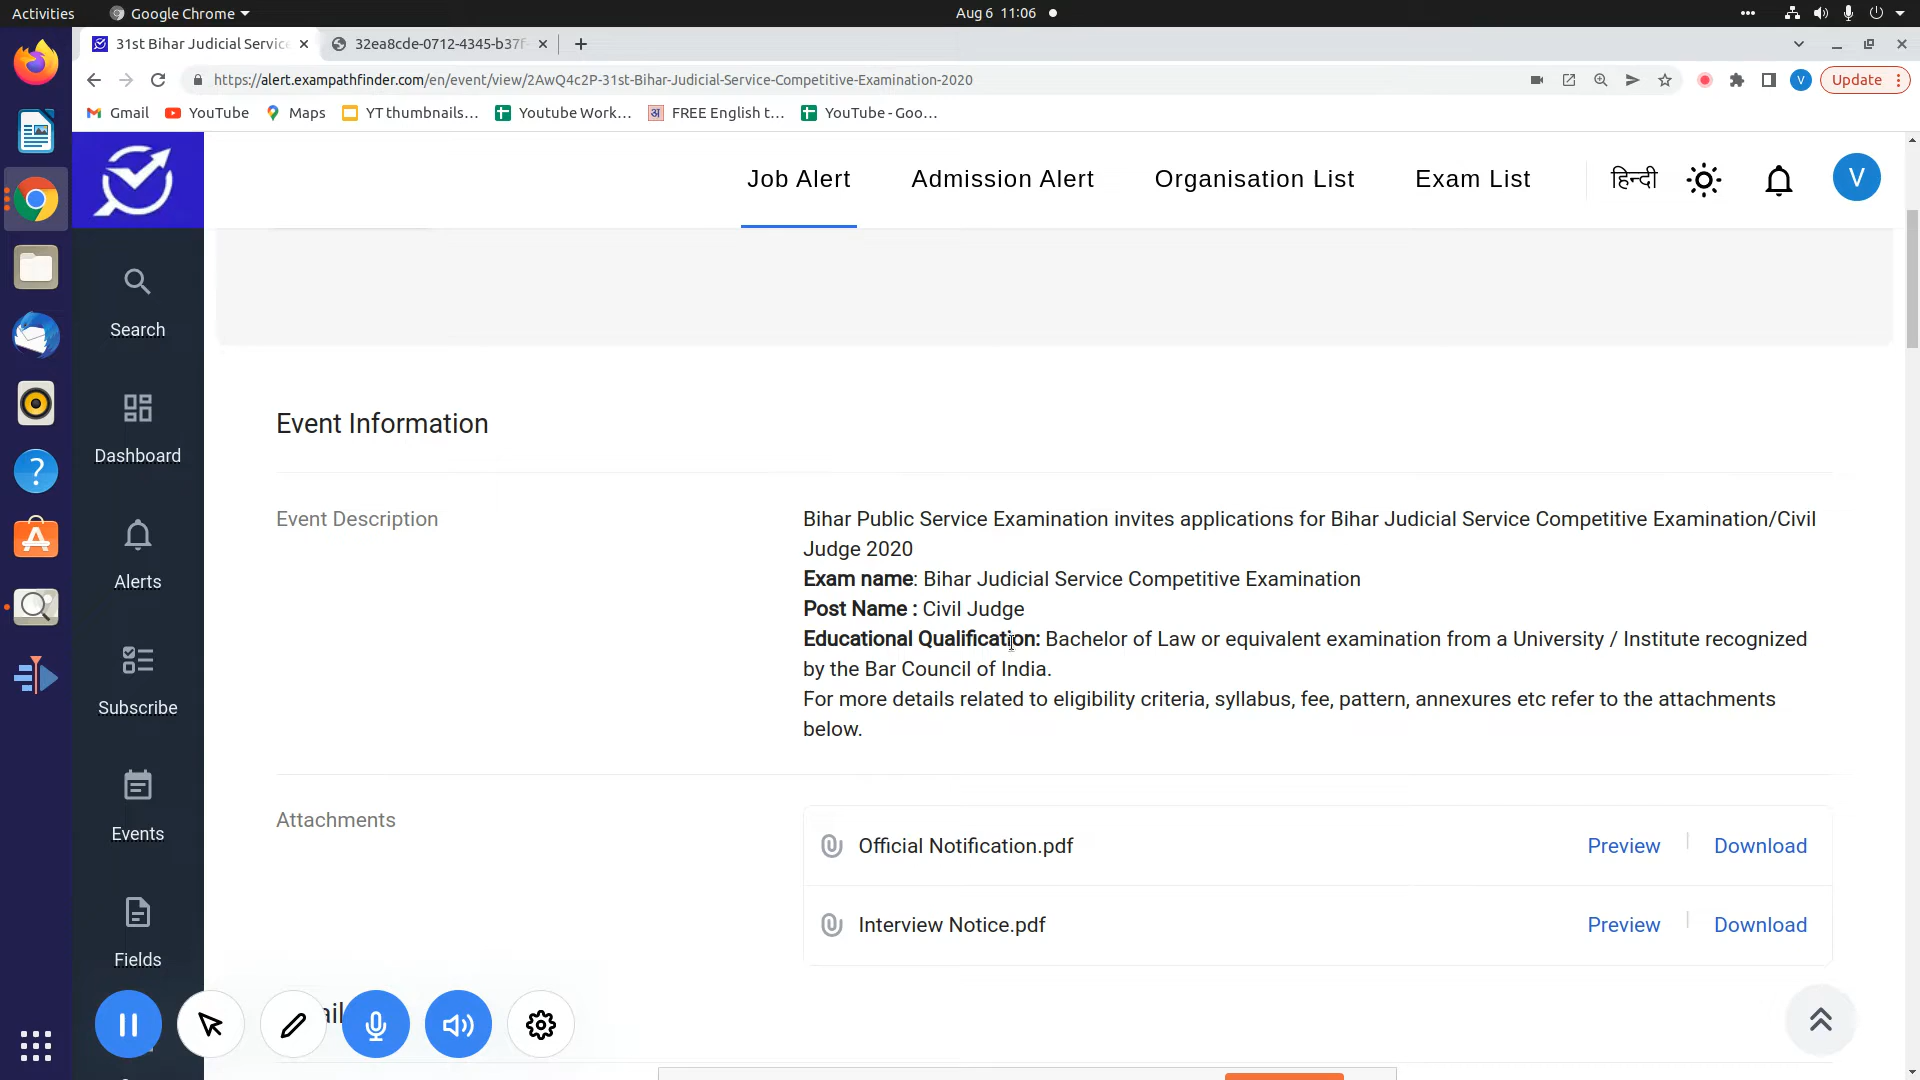 Activities Google Chrome Aug 6 11:06
31st Bihar Judicial Service 32ea8cde-0712-4345-b37f-
https://alert.exampathfinder.com/en/event/view/2AwQ4c2P-31st-Bihar-Judicial-Service-Competitive-Examination-2020 V Update
Gmail YouTube Maps YT thumbnails... Youtube Work... अ FREE English t... YouTube - Goo...
Job Alert Admission Alert Organisation List Exam List हिन्दी V
Search
Dashboard
Alerts
Subscribe
Events
Fields
Event Information
Event Description
Bihar Public Service Examination invites applications for Bihar Judicial Service Competitive Examination/Civil
Judge 2020
Exam name: Bihar Judicial Service Competitive Examination
Post Name : Civil Judge
Educational Qualification: Bachelor of Law or equivalent examination from a University / Institute recognized
by the Bar Council of India.
For more details related to eligibility criteria, syllabus, fee, pattern, annexures etc refer to the attachments
below.
Attachments
Official Notification.pdf Preview Download
Interview Notice.pdf Preview Download